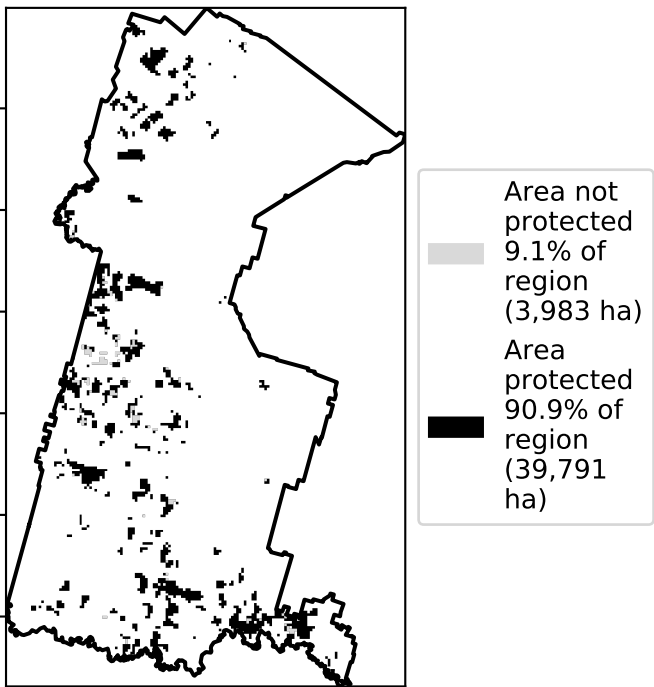 Area not
protected
9.1% of
region
(3,983 ha)
Area
protected
90.9% of
region
(39,791
ha)